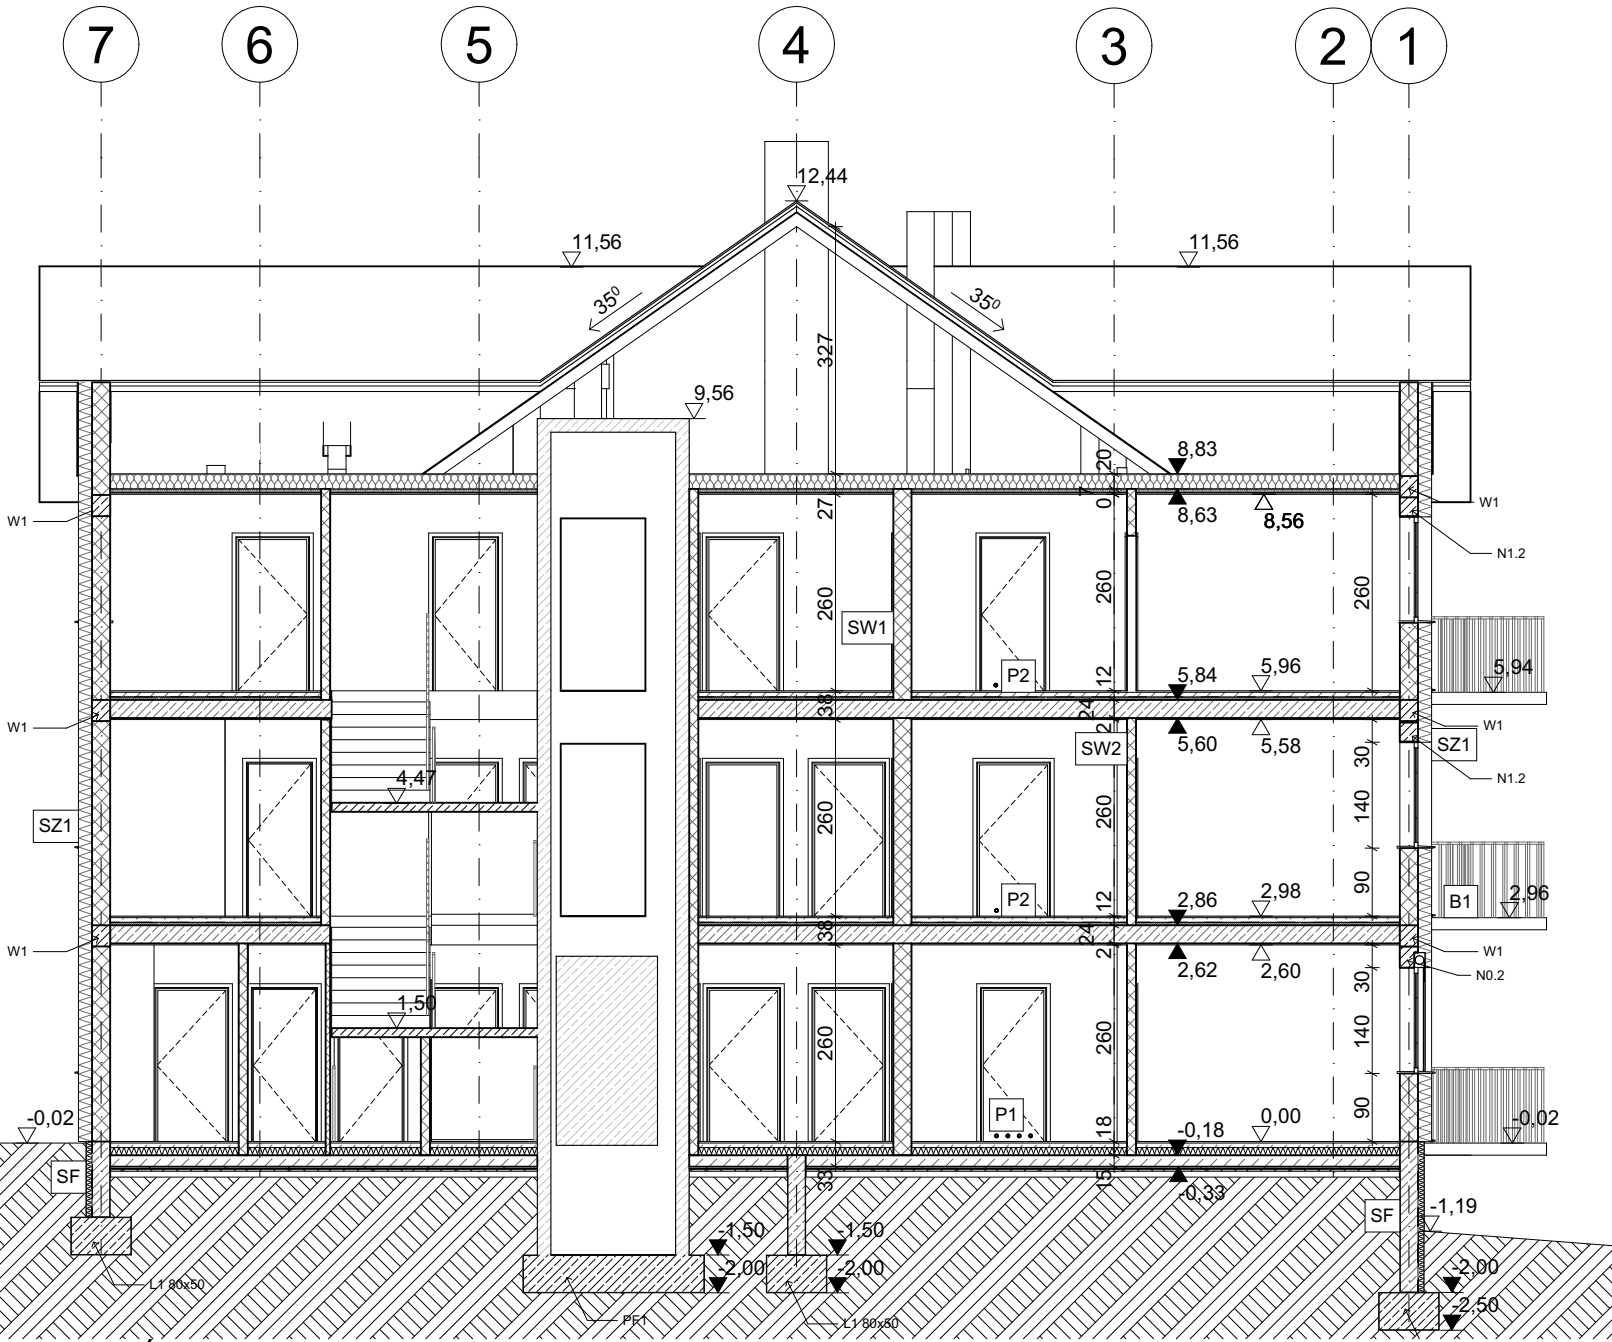 7 6 5 4 3 2 1
12,44
11,56 11,56
35⁰ 35⁰
327
9,56
8,83
20
7
27 0
8,63 8,56
W1 W1
N1.2
260 260 260
SW1
P2
12
5,84 5,96 5,94
38 24
2
W1 W1
5,60 5,58
SW2 SZ1
30
4,47
N1.2
SZ1
260 260 140
90
P2
12
2,86 2,98
B1
2,96
38 24
2
W1 W1
2,62 2,60
N0.2
30
1,50
260 260 140
90
P1
18
-0,02 -0,18 0,00 -0,02
SF
33 15
-0,33
SF
-1,19
-1,50 -1,50
-2,00 -2,00 -2,00
L1 80x50
PF1
L1 80x50
-2,50